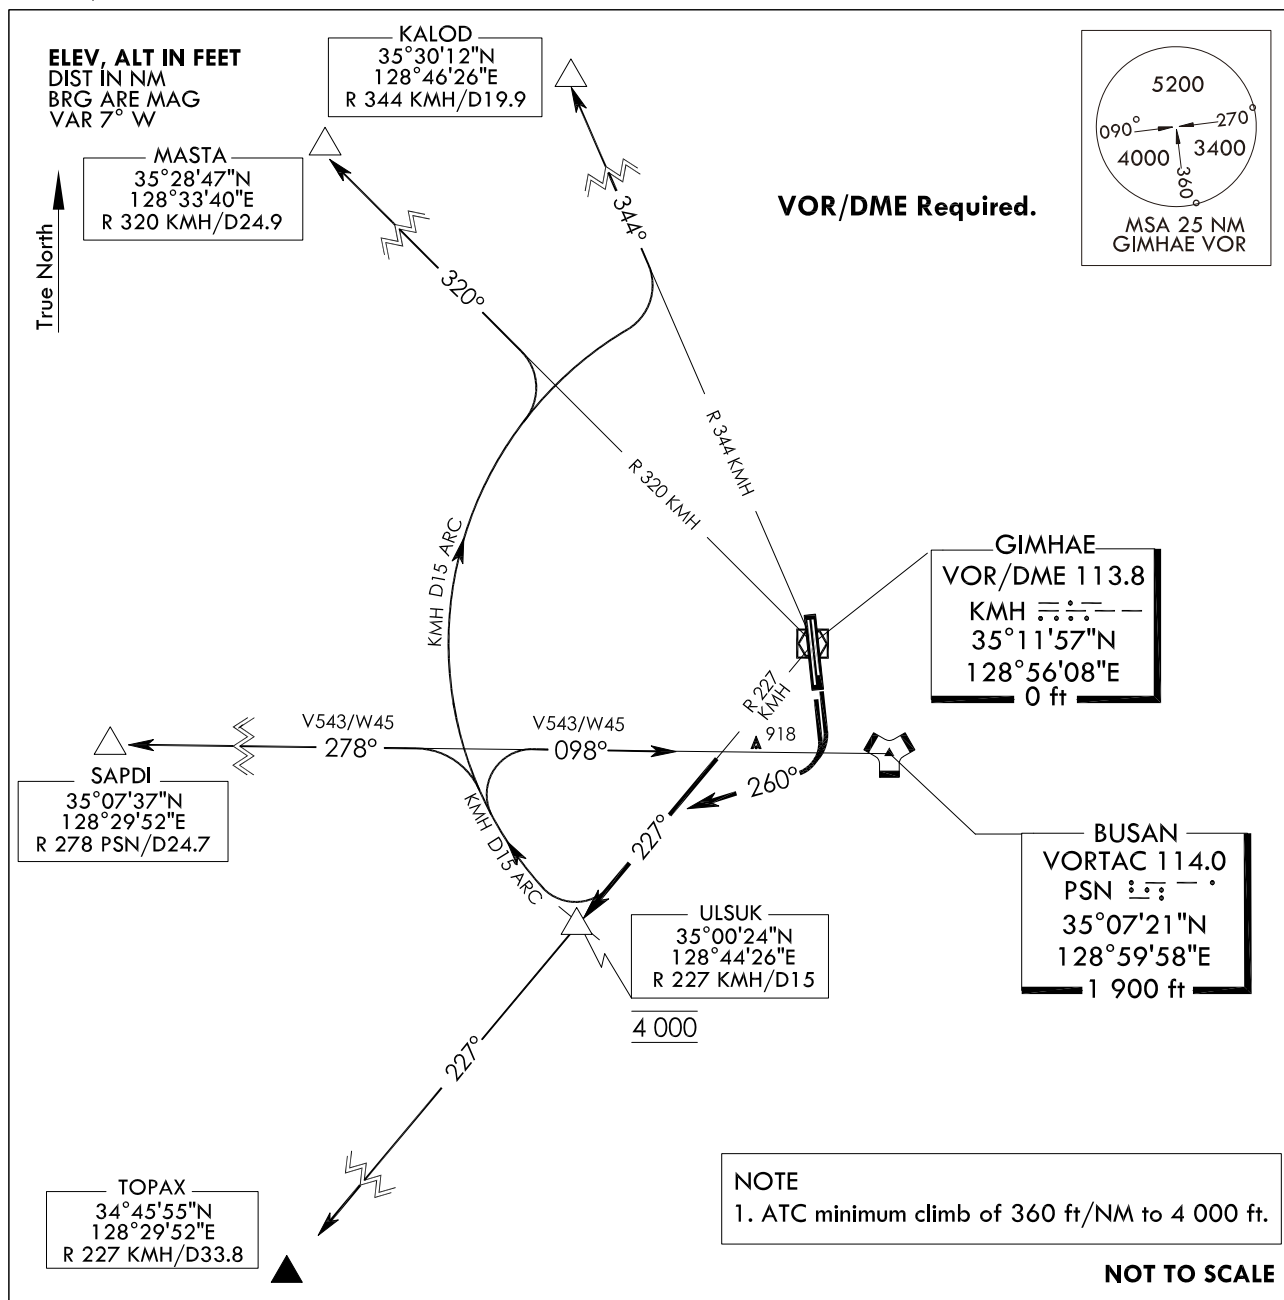 ELEV, ALT IN FEET
DIST IN NM
BRG ARE MAG
VAR 7° W
True North
KALOD
35°30'12"N
128°46'26"E
R 344 KMH/D19.9
MASTA
35°28'47"N
128°33'40"E
R 320 KMH/D24.9
5200
090°
270°
4000
3400
360°
MSA 25 NM
GIMHAE VOR
VOR/DME Required.
344°
320°
R 344 KMH
R 320 KMH
KMH D15 ARC
GIMHAE
VOR/DME 113.8
KMH
35°11'57"N
128°56'08"E
0 ft
R 227
KMH
V543/W45
278°
V543/W45
098°
918
260°
SAPDI
35°07'37"N
128°29'52"E
R 278 PSN/D24.7
KMH D15 ARC
227°
BUSAN
VORTAC 114.0
PSN
35°07'21"N
128°59'58"E
1 900 ft
ULSUK
35°00'24"N
128°44'26"E
R 227 KMH/D15
4 000
227°
TOPAX
34°45'55"N
128°29'52"E
R 227 KMH/D33.8
NOTE
1. ATC minimum climb of 360 ft/NM to 4 000 ft.
NOT TO SCALE